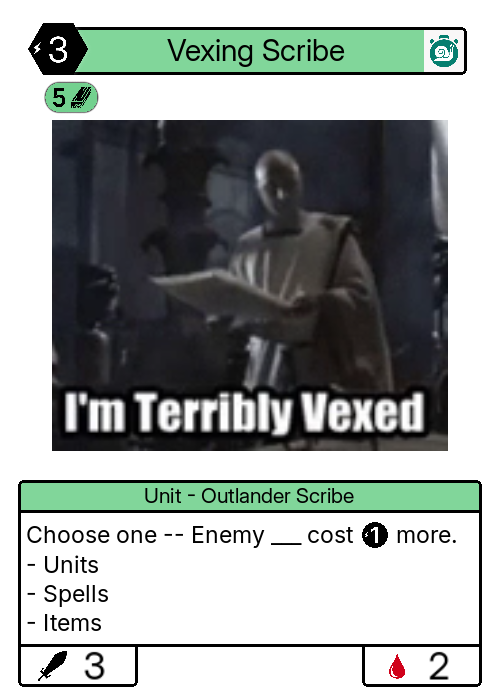 3 Vexing Scribe
5
I'm Terribly Vexed
Unit - Outlander Scribe
Choose one -- Enemy ___ cost 1 more.
- Units
- Spells
- Items
3 2